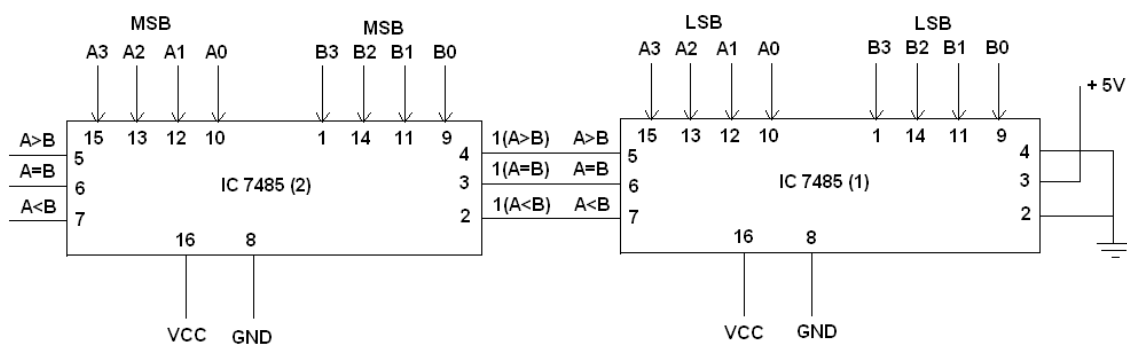 MSB MSB LSB LSB
A3 A2 A1 A0 B3 B2 B1 B0 A3 A2 A1 A0 B3 B2 B1 B0
+ 5V
15 13 12 10 1 14 11 9 15 13 12 10 1 14 11 9
A>B 5 4 1(A>B) A>B 5 4
A=B 6 IC 7485 (2) 3 1(A=B) A=B 6 IC 7485 (1) 3
A<B 7 2 1(A<B) A<B 7 2
16 8 16 8
VCC GND VCC GND